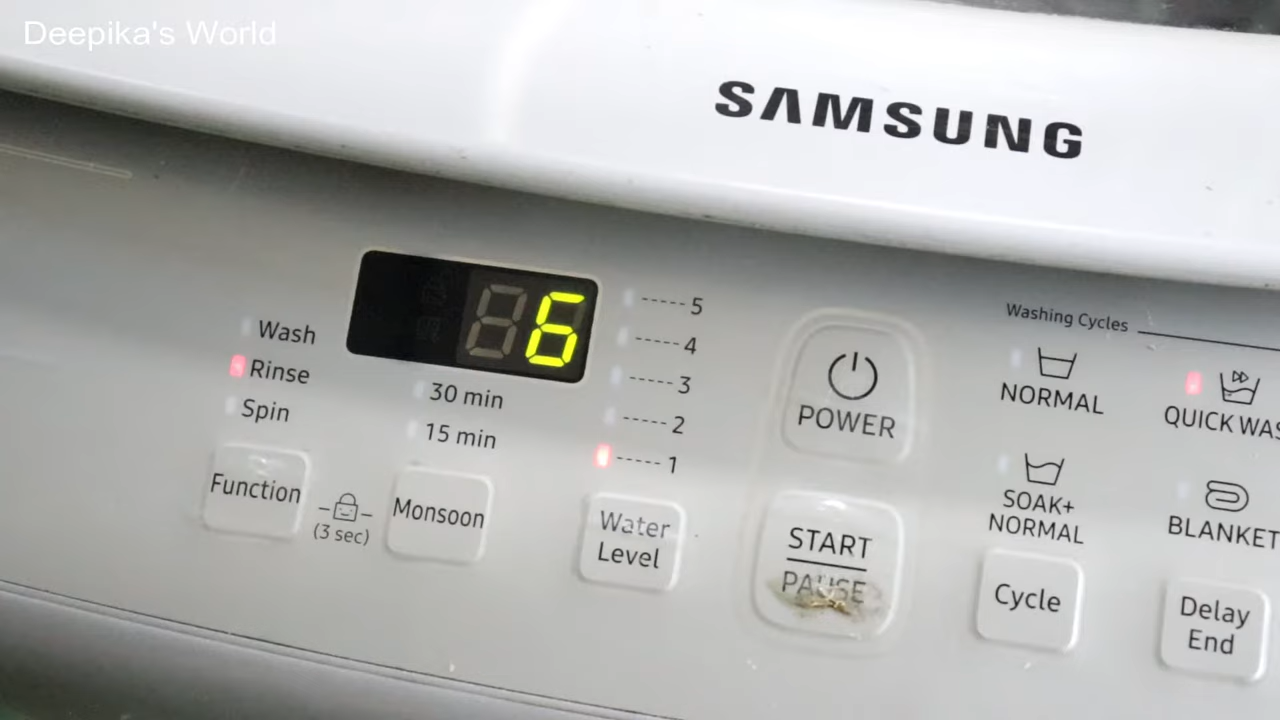 Deepika's World
SAMSUNG
6
Wash
Rinse
Spin
30 min
15 min
5
4
3
2
1
Function
(3 sec)
Monsoon
Water
Level
POWER
START
PAUSE
Washing Cycles
NORMAL
QUICK WAS
SOAK+
NORMAL
BLANKET
Cycle
Delay
End